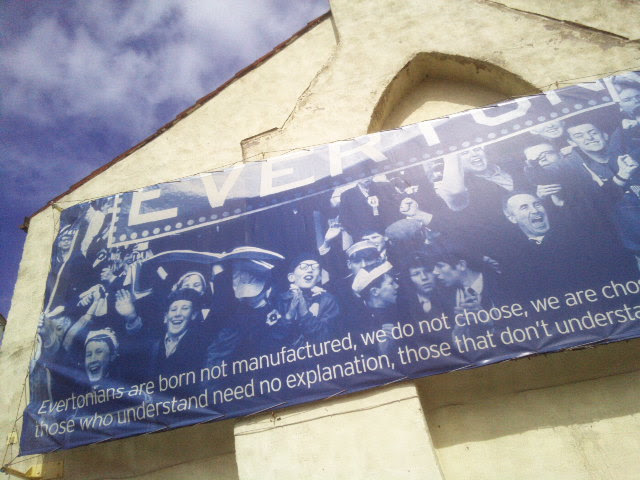 EVERTON
Evertonians are born not manufactured, we do not choose, we are chos
those who understand need no explanation, those that don't understa